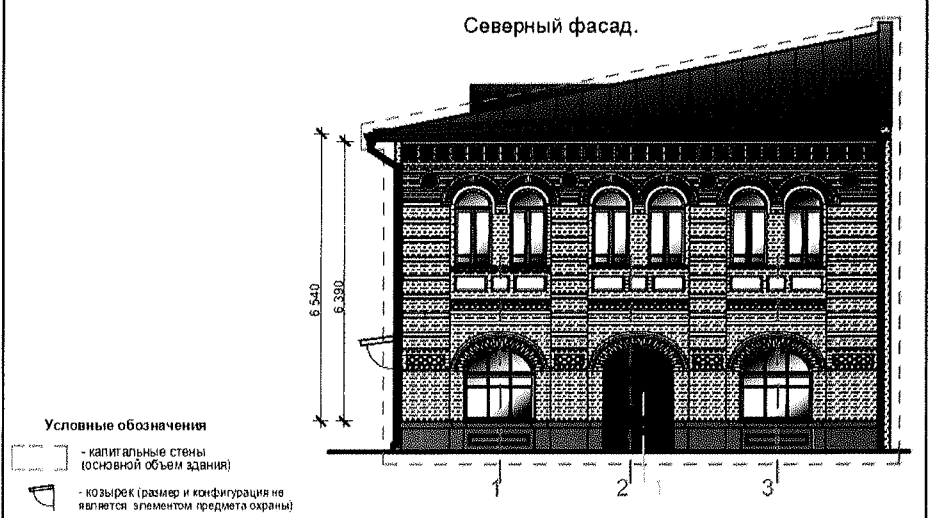 Северный фасад.
6 540
6 390
Условные обозначения
- капитальные стены
(основной объем здания)
- козырек (размер и конфигурация не
является элементом предмета охраны)
1
2
3